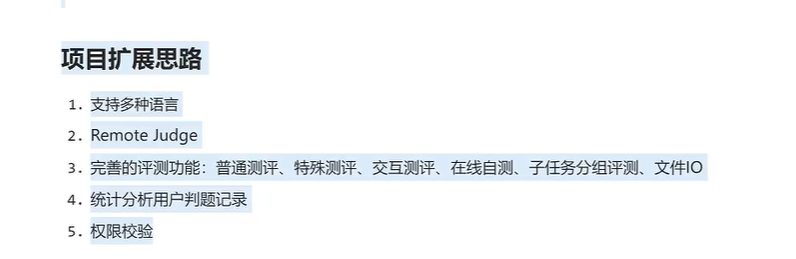 项目扩展思路
1. 支持多种语言
2. Remote Judge
3. 完善的评测功能：普通测评、特殊测评、交互测评、在线自测、子任务分组评测、文件IO
4. 统计分析用户判题记录
5. 权限校验